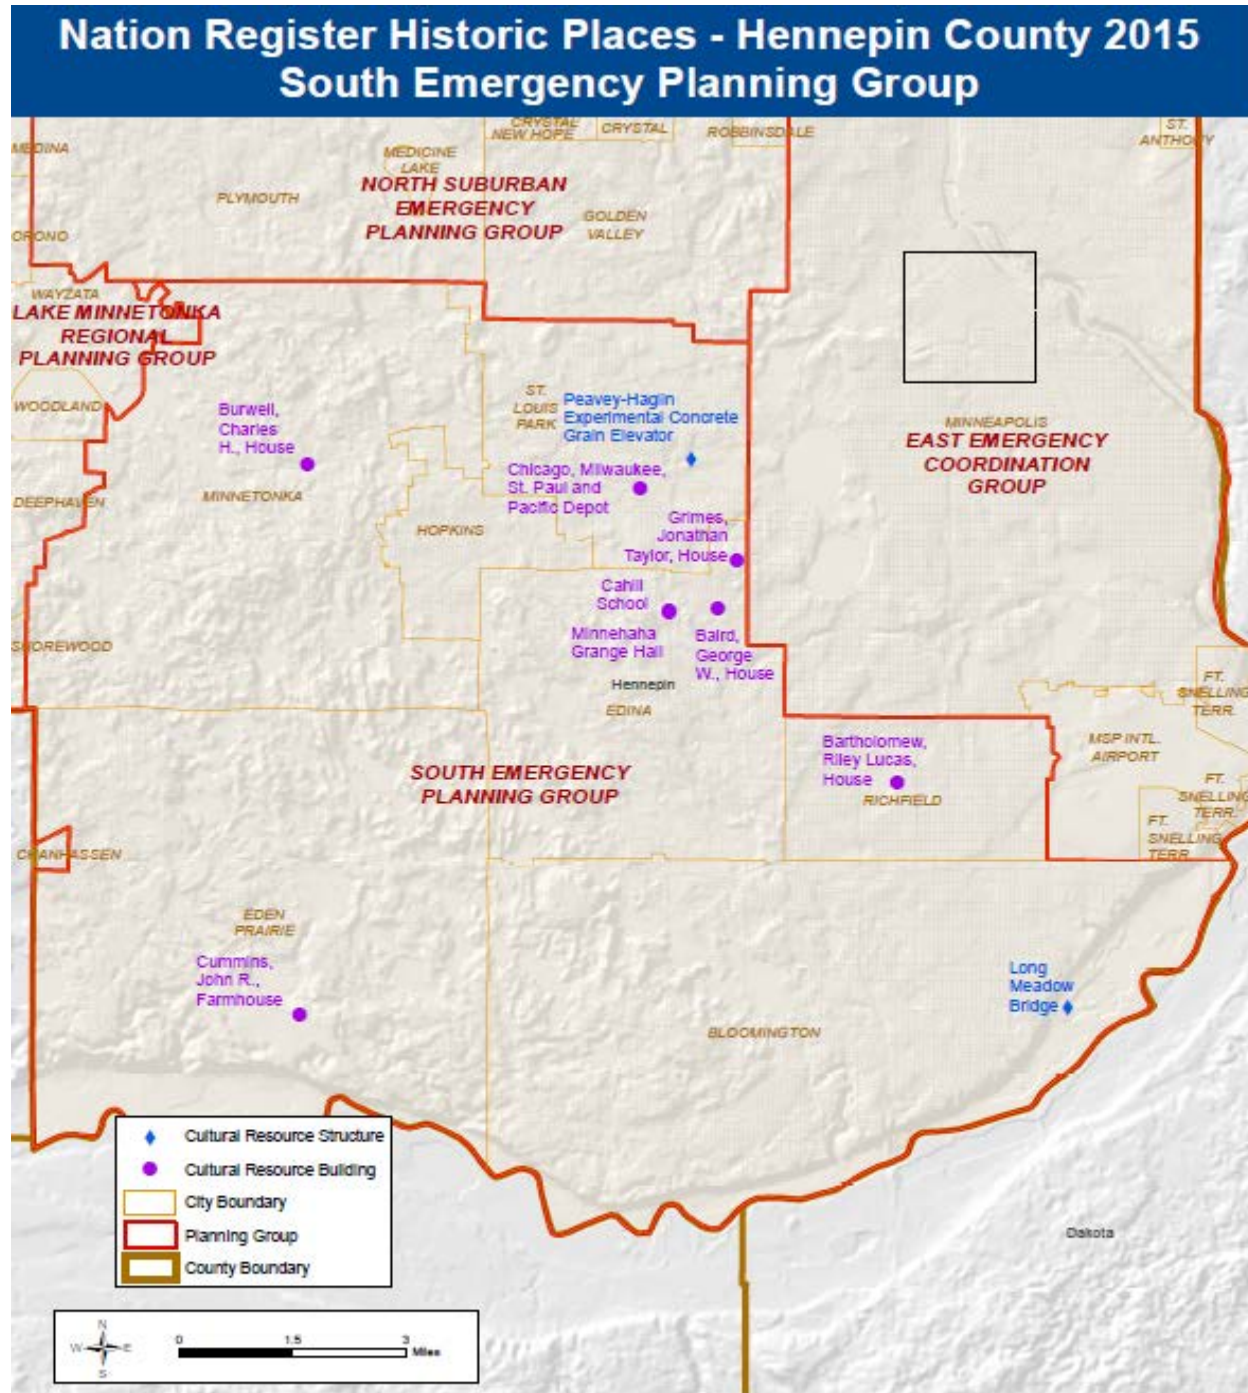 Nation Register Historic Places - Hennepin County 2015
South Emergency Planning Group
CRYSTAL
NEW HOPE
CRYSTAL
ROBBINSDALE
ST.
ANTHONY
MEDINA
MEDICINE
LAKE
PLYMOUTH
NORTH SUBURBAN
EMERGENCY
PLANNING GROUP
GOLDEN
VALLEY
ORONO
WAYZATA
LAKE MINNETONKA
REGIONAL
PLANNING GROUP
WOODLAND
Burwell,
Charles
H., House
ST.
LOUIS
PARK
Peavey-Haglin
Experimental Concrete
Grain Elevator
MINNEAPOLIS
EAST EMERGENCY
COORDINATION
GROUP
DEEPHAVEN
MINNETONKA
Chicago, Milwaukee,
St. Paul and
Pacific Depot
HOPKINS
Grimes,
Jonathan
Taylor, House
Cahill
School
Minnehaha
Grange Hall
Baird,
George
W., House
SHOREWOOD
Hennepin
EDINA
FT.
SNELLING
TERR.
MSP INTL.
AIRPORT
Bartholomew,
Riley Lucas,
House
RICHFIELD
SOUTH EMERGENCY
PLANNING GROUP
FT.
SNELLING
TERR.
FT.
SNELLING
TERR.
CHANHASSEN
EDEN
PRAIRIE
Cummins,
John R.,
Farmhouse
Long
Meadow
Bridge
BLOOMINGTON
Cultural Resource Structure
Cultural Resource Building
City Boundary
Planning Group
County Boundary
Dakota
N
W E
S
0 1.5 3
Miles